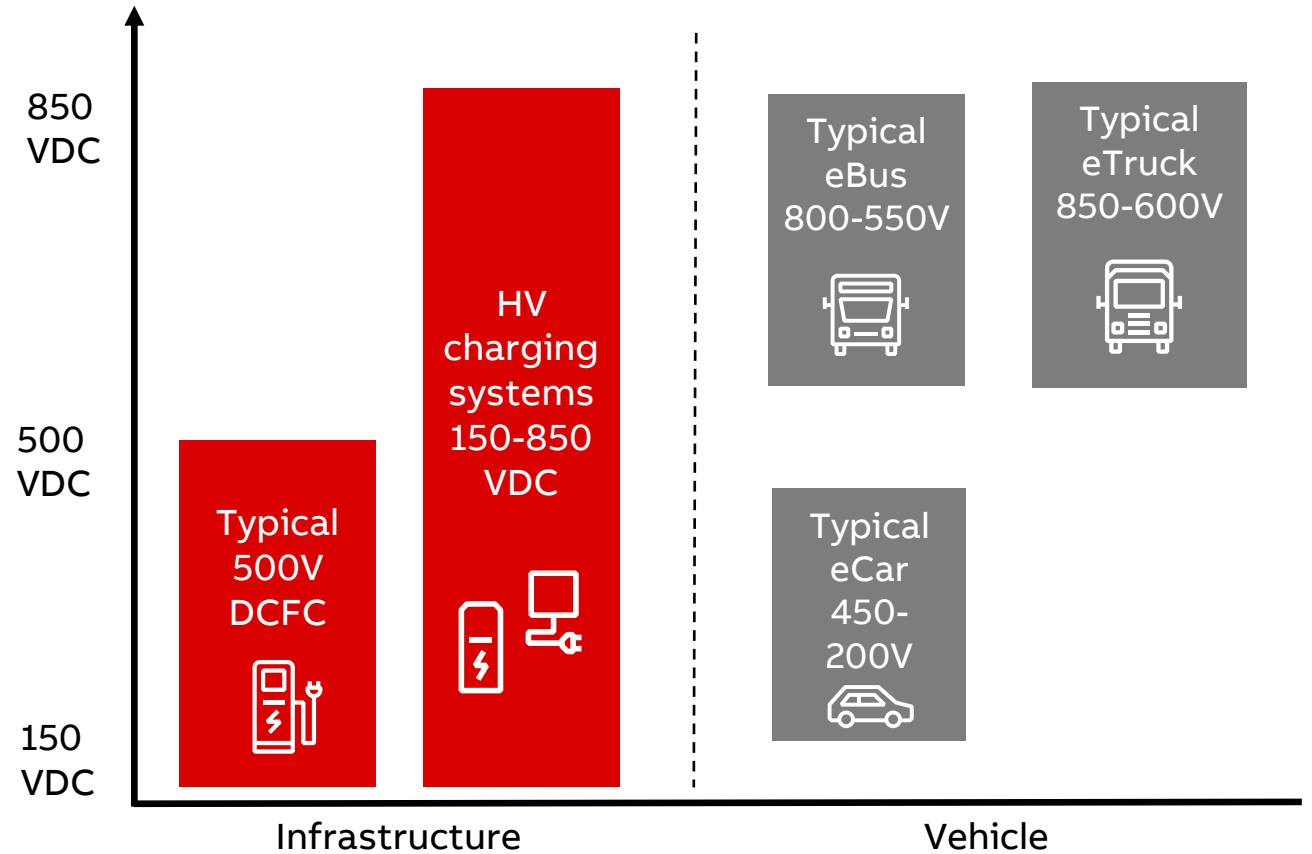 850
VDC
500
VDC
150
VDC
Typical
500V
DCFC
HV
charging
systems
150-850
VDC
Typical
eBus
800-550V
Typical
eTruck
850-600V
Typical
eCar
450-
200V
Infrastructure
Vehicle